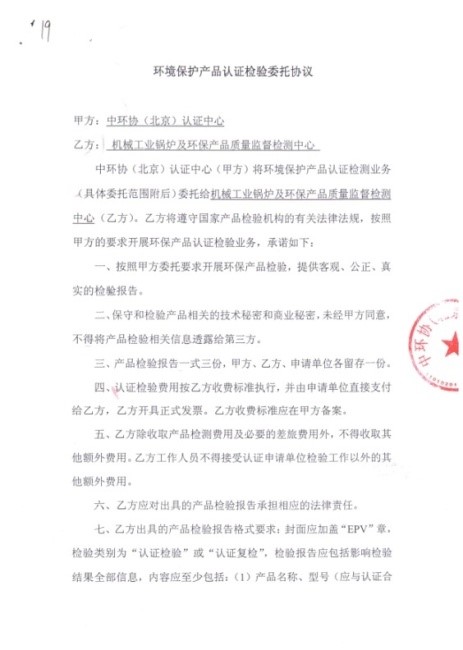 19
环境保护产品认证检验委托协议
甲方：中环协（北京）认证中心
乙方：机械工业锅炉及环保产品质量监督检测中心
中环协（北京）认证中心（甲方）将环境保护产品认证检测业务
（具体委托范围附后）委托给机械工业锅炉及环保产品质量监督检测
中心（乙方）。乙方将遵守国家产品检验机构的有关法律法规，按照
甲方的要求开展环保产品认证检验业务，承诺如下：
一、按照甲方委托要求开展环保产品检验，提供客观、公正、真
实的检验报告。
二、保守和检验产品相关的技术秘密和商业秘密，未经甲方同意，
不得将产品检验相关信息透露给第三方。
三、产品检验报告一式三份，甲方、乙方、申请单位各留存一份。
四、认证检验费用按乙方收费标准执行，并由申请单位直接支付
给乙方，乙方开具正式发票。乙方收费标准应在甲方备案。
五、乙方除收取产品检测费用及必要的差旅费用外，不得收取其
他额外费用。乙方工作人员不得接受认证申请单位检验工作以外的其
他额外费用。
六、乙方应对出具的产品检验报告承担相应的法律责任。
七、乙方出具的产品检验报告格式要求：封面应加盖“EPV”章，
检验类别为“认证检验”或“认证复检”，检验报告应包括影响检验
结果全部信息，内容应至少包括：（1）产品名称、型号（应与认证合
中环协（